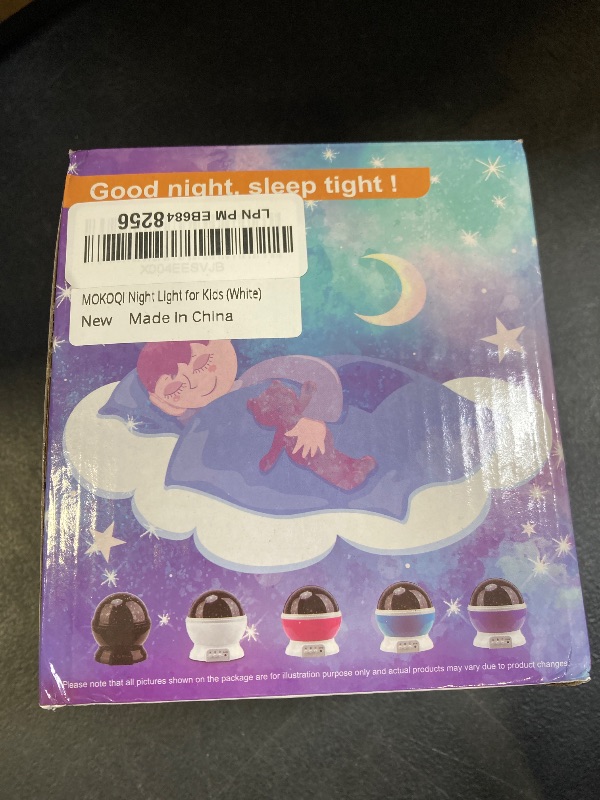 Good night, sleep tight !
LPN PM EB6848256
X004EESVJB
MOKOQI Night Light for Kids (White)
New Made in China
Please note that all pictures shown on the package are for illustration purpose only and actual products may vary due to product changes.